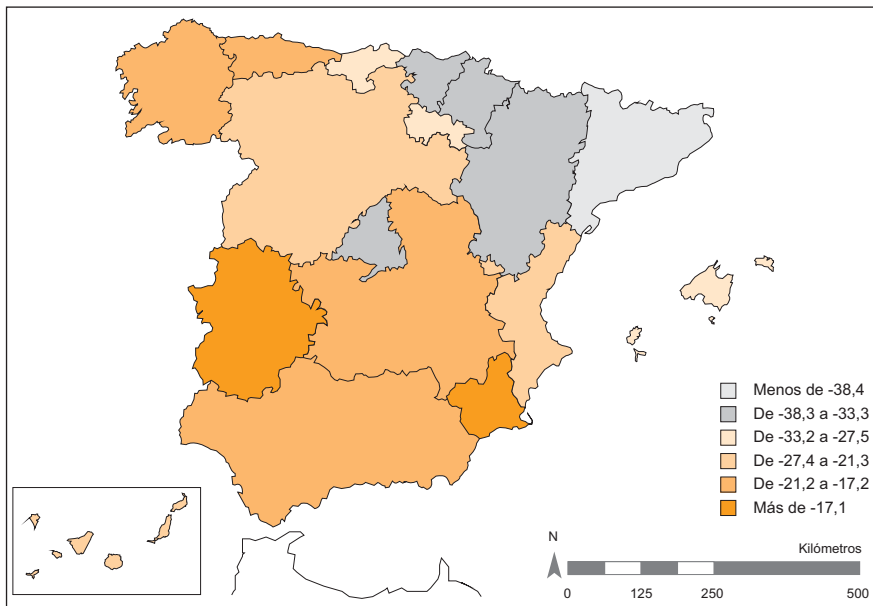 Menos de -38,4
De -38,3 a -33,3
De -33,2 a -27,5
De -27,4 a -21,3
De -21,2 a -17,2
Más de -17,1
N
Kilómetros
0 125 250 500